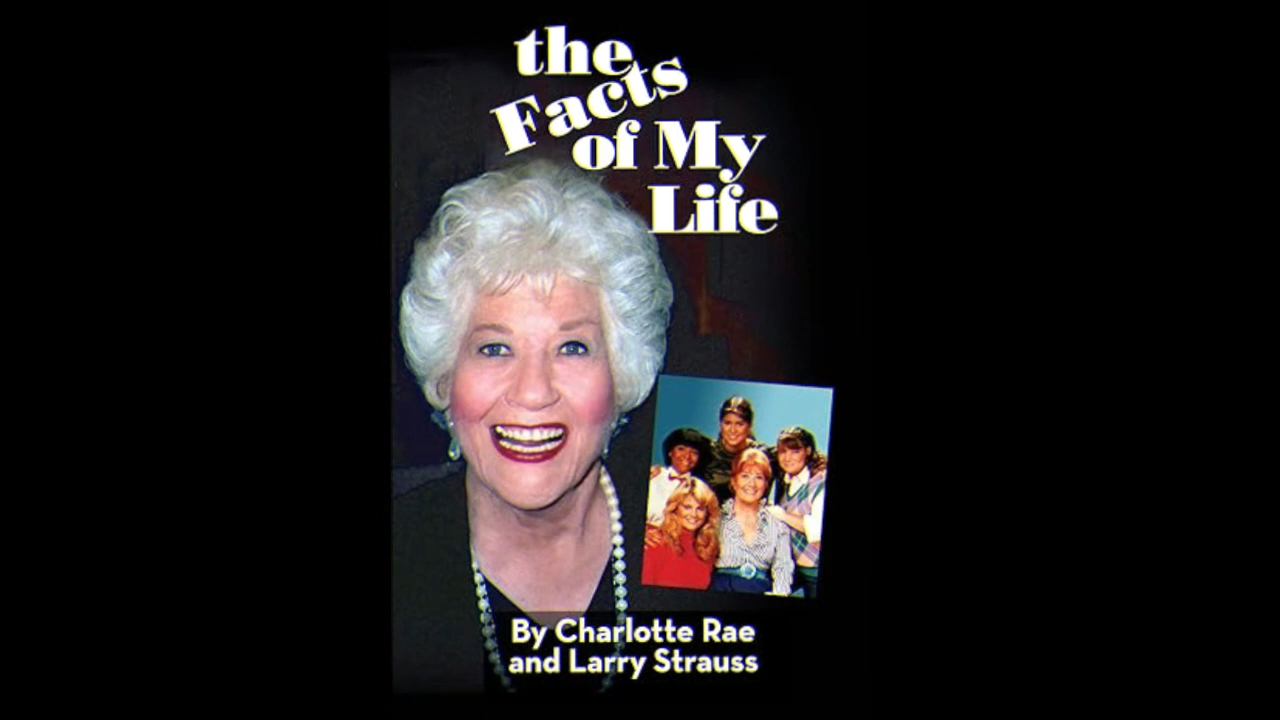 the
Facts
of My
Life
By Charlotte Rae
and Larry Strauss